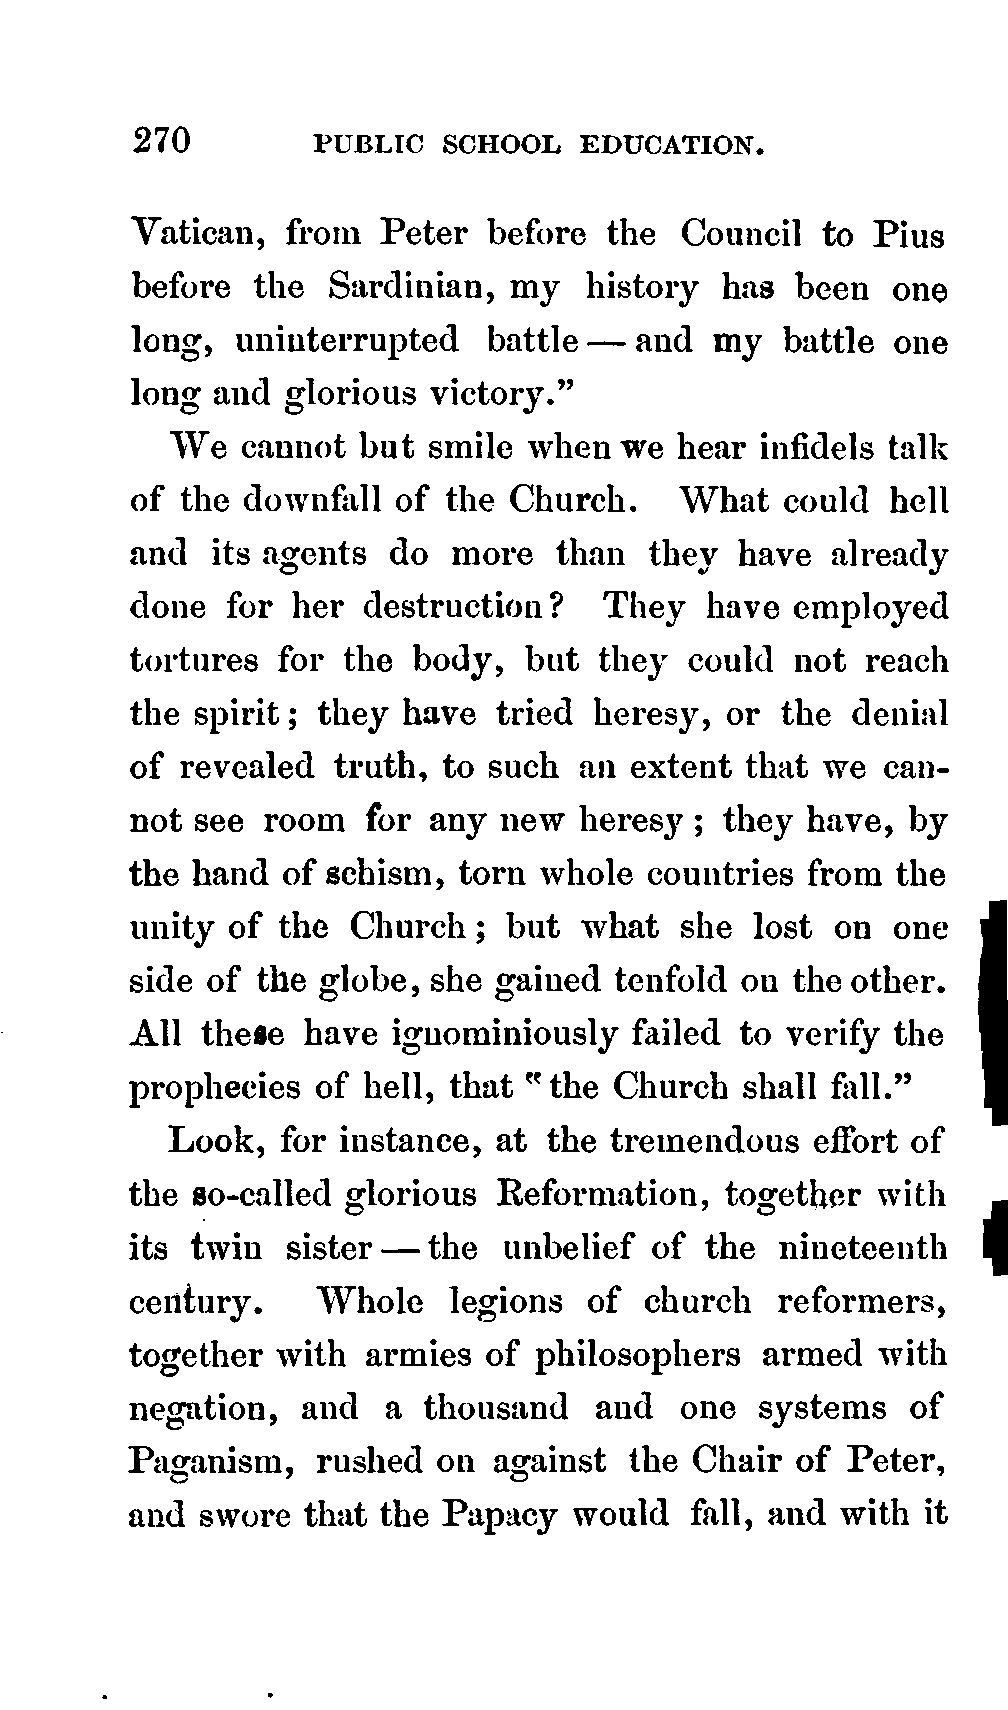 270 PUBLIC SCHOOL EDUCATION.
Vatican, from Peter before the Council to Pius
before the Sardinian, my history has been one
long, uninterrupted battle — and my battle one
long and glorious victory.”
We cannot but smile when we hear infidels talk
of the downfall of the Church. What could hell
and its agents do more than they have already
done for her destruction? They have employed
tortures for the body, but they could not reach
the spirit; they have tried heresy, or the denial
of revealed truth, to such an extent that we can-
not see room for any new heresy; they have, by
the hand of schism, torn whole countries from the
unity of the Church; but what she lost on one
side of the globe, she gained tenfold on the other.
All these have ignominiously failed to verify the
prophecies of hell, that “the Church shall fall.”
Look, for instance, at the tremendous effort of
the so-called glorious Reformation, together with
its twin sister — the unbelief of the nineteenth
century. Whole legions of church reformers,
together with armies of philosophers armed with
negation, and a thousand and one systems of
Paganism, rushed on against the Chair of Peter,
and swore that the Papacy would fall, and with it